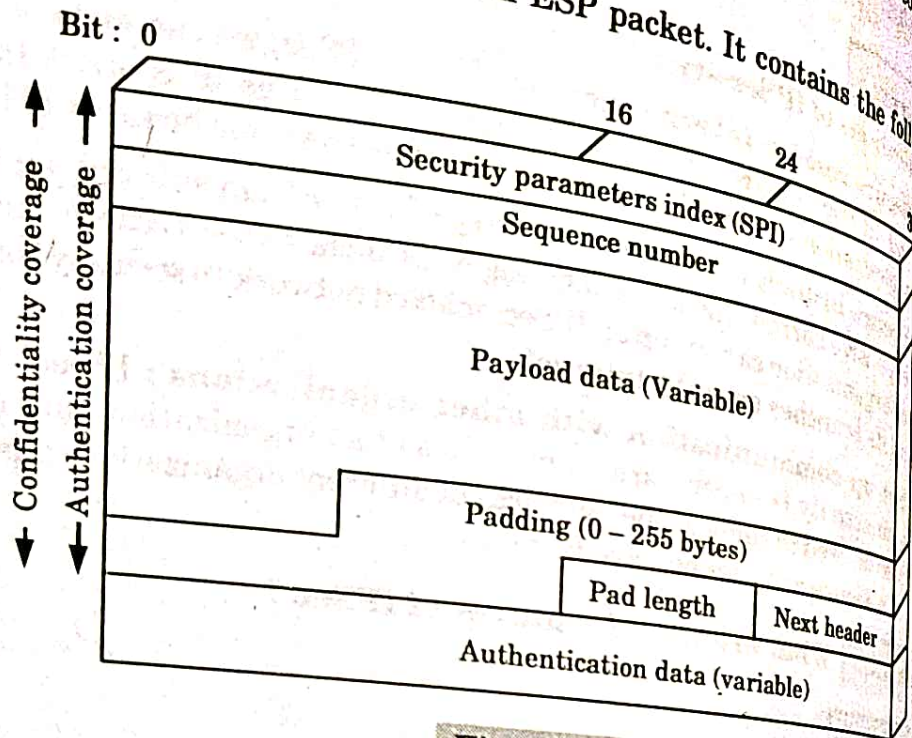 ESP packet. It contains the
Bit : 0
16
24
Security parameters index (SPI)
Sequence number
Payload data (Variable)
Padding (0 – 255 bytes)
Pad length
Next header
Authentication data (variable)
Confidentiality coverage
Authentication coverage